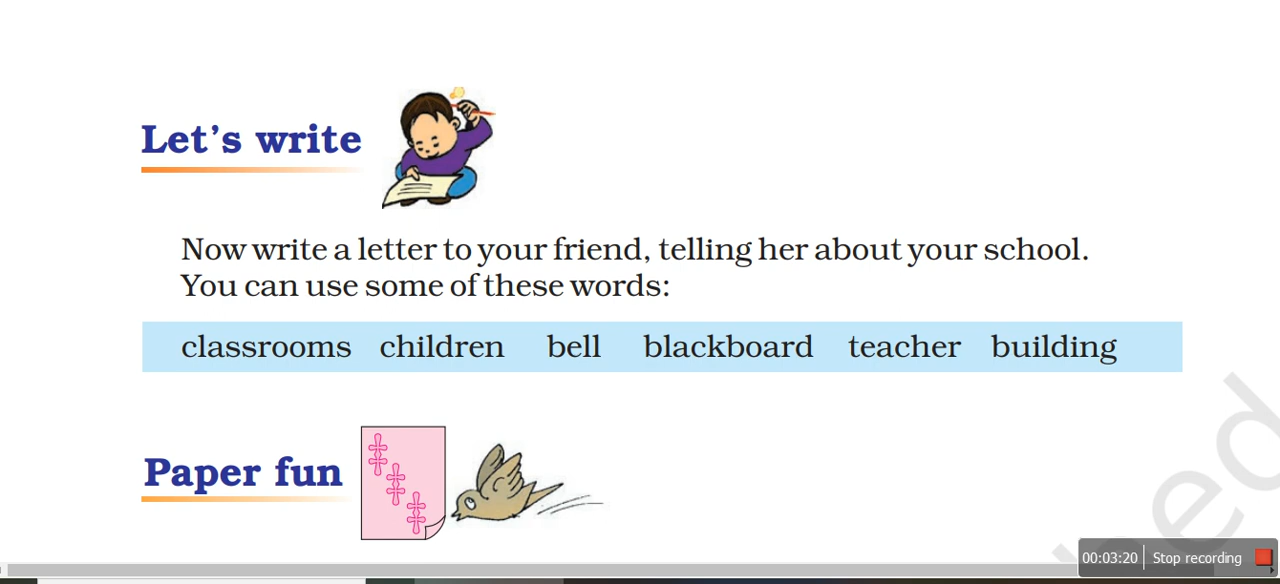 Let's write
Now write a letter to your friend, telling her about your school.
You can use some of these words:
classrooms children bell blackboard teacher building
Paper fun
00:03:20 Stop recording